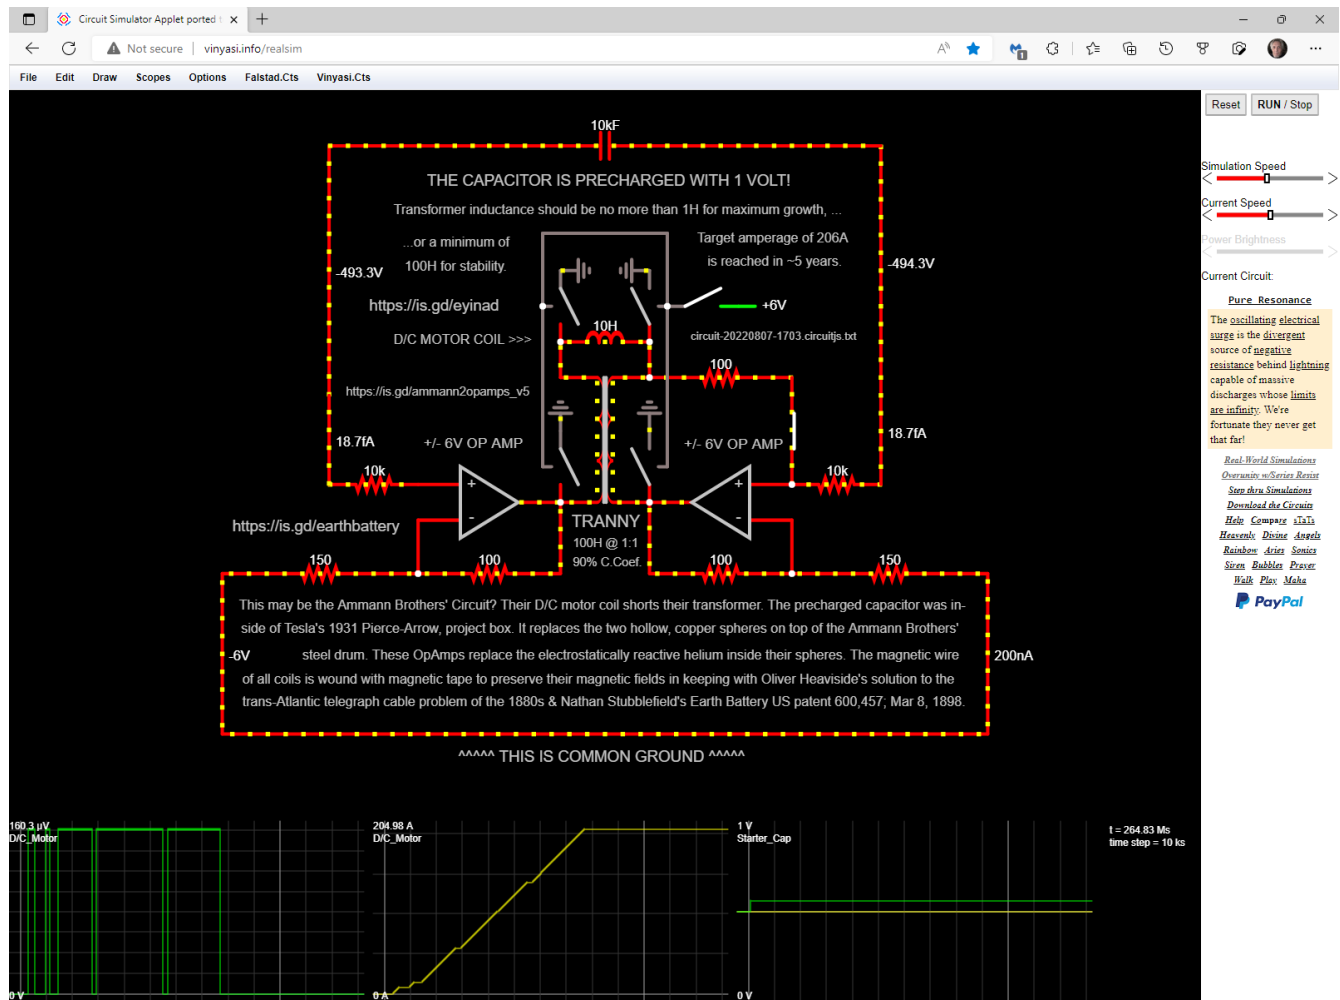 Circuit Simulator Applet ported
Not secure
vinyasi.info/realsim
1
File Edit Draw Scopes Options Falstad.Cts Vinyasi.Cts
Reset
RUN / Stop
10kF
THE CAPACITOR IS PRECHARGED WITH 1 VOLT!
Transformer inductance should be no more than 1H for maximum growth, ...
...or a minimum of
100H for stability.
Target amperage of 206A
is reached in ~5 years.
-493.3V
-494.3V
https://is.gd/eyinad
+6V
10H
D/C MOTOR COIL >>>
circuit-20220807-1703.circuitjs.txt
100
https://is.gd/ammann2opamps_v5
18.7fA
+/- 6V OP AMP
+/- 6V OP AMP
18.7fA
10k
10k
+
-
+
-
https://is.gd/earthbattery
TRANNY
100H @ 1:1
90% C.Coef.
150
100
100
150
This may be the Ammann Brothers' Circuit? Their D/C motor coil shorts their transformer. The precharged capacitor was in-
side of Tesla's 1931 Pierce-Arrow, project box. It replaces the two hollow, copper spheres on top of the Ammann Brothers'
steel drum. These OpAmps replace the electrostatically reactive helium inside their spheres. The magnetic wire
of all coils is wound with magnetic tape to preserve their magnetic fields in keeping with Oliver Heaviside's solution to the
trans-Atlantic telegraph cable problem of the 1880s & Nathan Stubblefield's Earth Battery US patent 600,457; Mar 8, 1898.
-6V
200nA
^^^^^ THIS IS COMMON GROUND ^^^^^
160.3 µV
D/C_Motor
0 V
204.98 A
D/C_Motor
0 A
1 V
Starter_Cap
0 V
t = 264.83 Ms
time step = 10 ks
Simulation Speed
Current Speed
Power Brightness
Current Circuit:
Pure Resonance
The oscillating electrical
surge is the divergent
source of negative
resistance behind lightning
capable of massive
discharges whose limits
are infinity. We're
fortunate they never get
that far!
Real-World Simulations
Overunity w/Series Resist
Step thru Simulations
Download the Circuits
Help Compare sTaTs
Heavenly Divine Angels
Rainbow Aries Sonics
Siren Bubbles Prayer
Walk Play Maha
PayPal